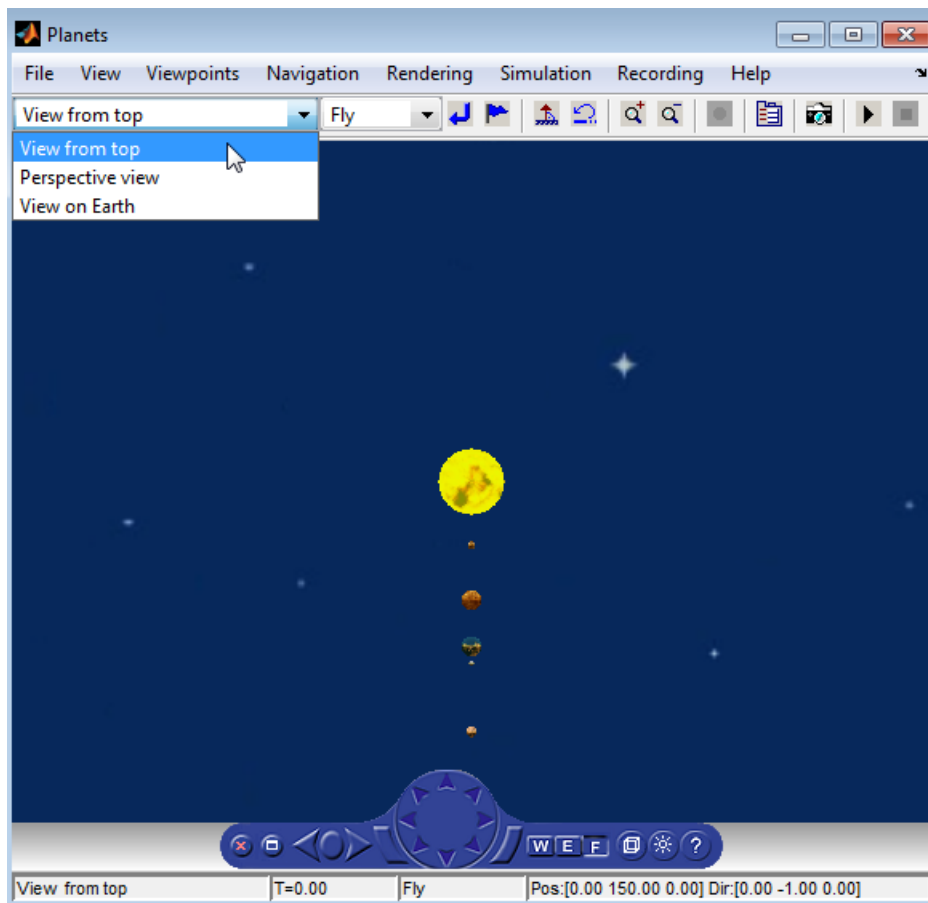 Planets
File View Viewpoints Navigation Rendering Simulation Recording Help
View from top Fly
View from top
Perspective view
View on Earth
W E F ?
View from top T=0.00 Fly Pos:[0.00 150.00 0.00] Dir:[0.00 -1.00 0.00]